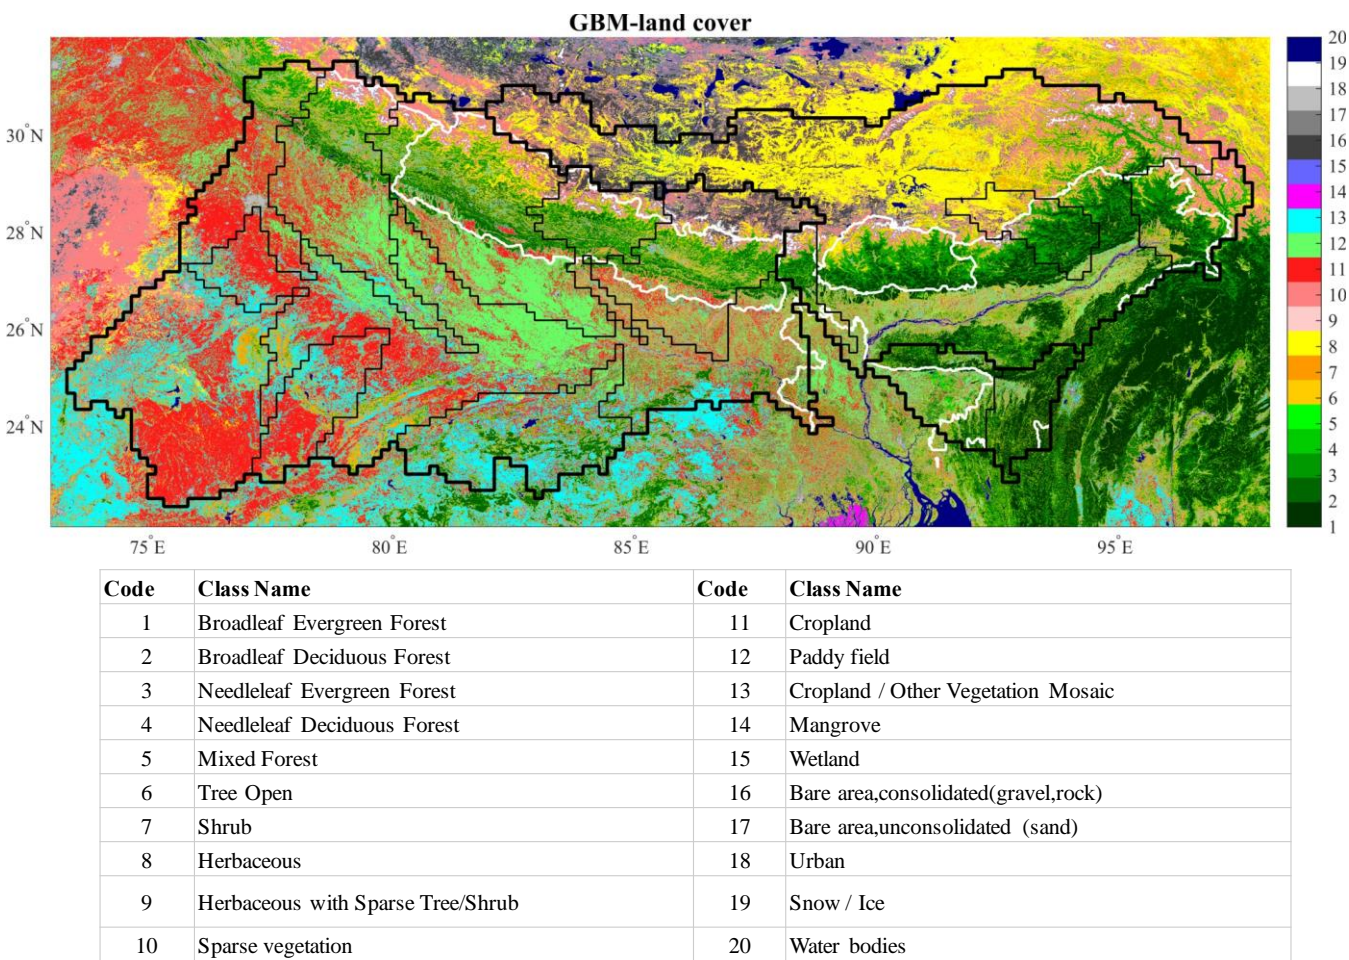 GBM-land cover
30°N
28°N
26°N
24°N
75°E
80°E
85°E
90°E
95°E
20
19
18
17
16
15
14
13
12
11
10
9
8
7
6
5
4
3
2
1
Code Class Name Code Class Name
1 Broadleaf Evergreen Forest 11 Cropland
2 Broadleaf Deciduous Forest 12 Paddy field
3 Needleleaf Evergreen Forest 13 Cropland / Other Vegetation Mosaic
4 Needleleaf Deciduous Forest 14 Mangrove
5 Mixed Forest 15 Wetland
6 Tree Open 16 Bare area,consolidated(gravel,rock)
7 Shrub 17 Bare area,unconsolidated (sand)
8 Herbaceous 18 Urban
9 Herbaceous with Sparse Tree/Shrub 19 Snow / Ice
10 Sparse vegetation 20 Water bodies